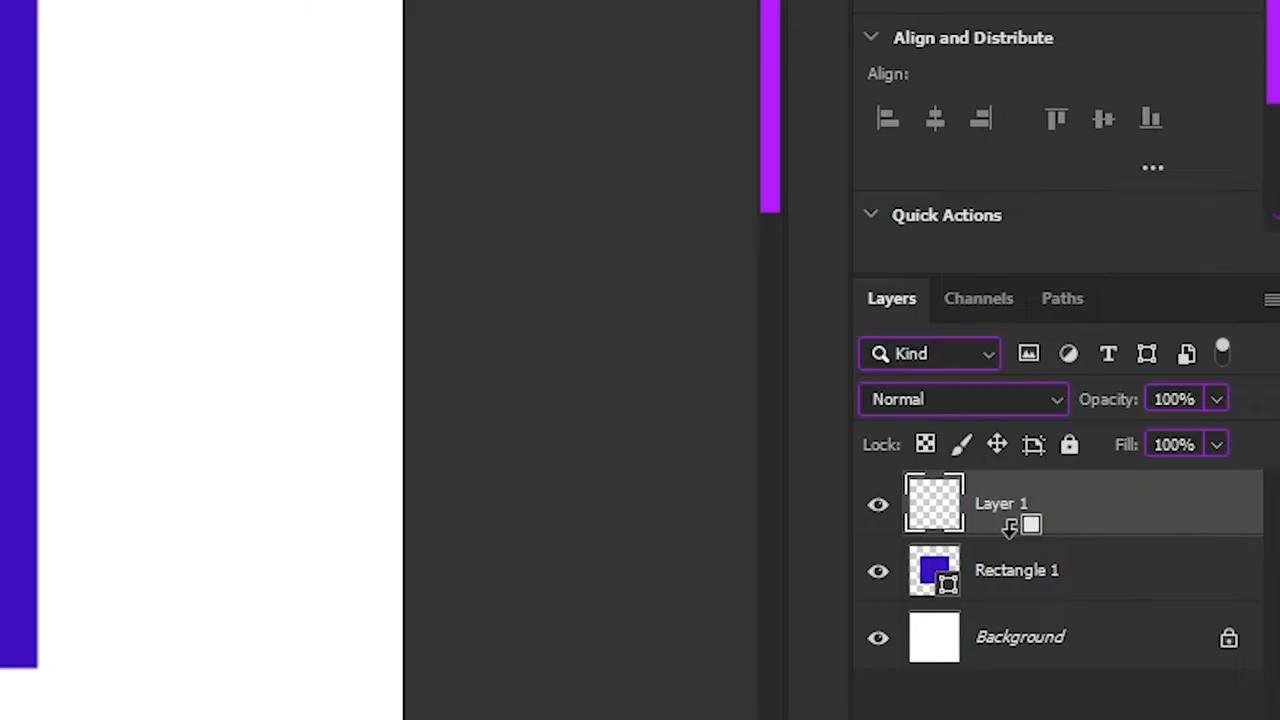 Align and Distribute
Align:
Quick Actions
Layers Channels Paths
Kind
Normal Opacity: 100%
Lock: Fill: 100%
Layer 1
Rectangle 1
Background